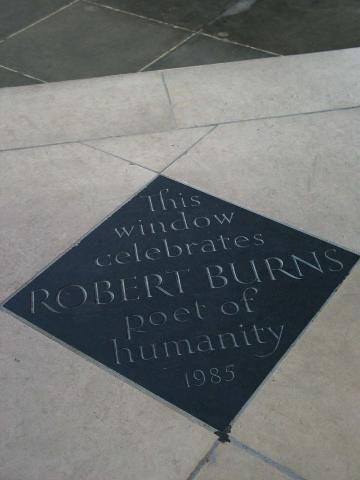 This
window
celebrates
ROBERT BURNS
poet of
humanity
1985